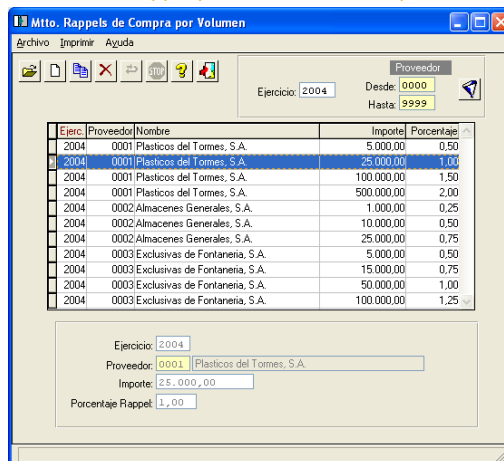 Mtto. Rappels de Compra por Volumen
Archivo Imprimir Ayuda
STOP
Proveedor
Ejercicio: 2004
Desde: 0000
Hasta: 9999
Ejerc. Proveedor Nombre Importe Porcentaje
2004 0001 Plasticos del Tormes, S.A. 5.000,00 0,50
2004 0001 Plasticos del Tormes, S.A. 25.000,00 1,00
2004 0001 Plasticos del Tormes, S.A. 100.000,00 1,50
2004 0001 Plasticos del Tormes, S.A. 500.000,00 2,00
2004 0002 Almacenes Generales, S.A. 1.000,00 0,25
2004 0002 Almacenes Generales, S.A. 10.000,00 0,50
2004 0002 Almacenes Generales, S.A. 25.000,00 0,75
2004 0003 Exclusivas de Fontaneria, S.A. 5.000,00 0,50
2004 0003 Exclusivas de Fontaneria, S.A. 15.000,00 0,75
2004 0003 Exclusivas de Fontaneria, S.A. 50.000,00 1,00
2004 0003 Exclusivas de Fontaneria, S.A. 100.000,00 1,25
Ejercicio: 2004
Proveedor: 0001 Plasticos del Tormes, S.A.
Importe: 25.000,00
Porcentaje Rappel: 1,00